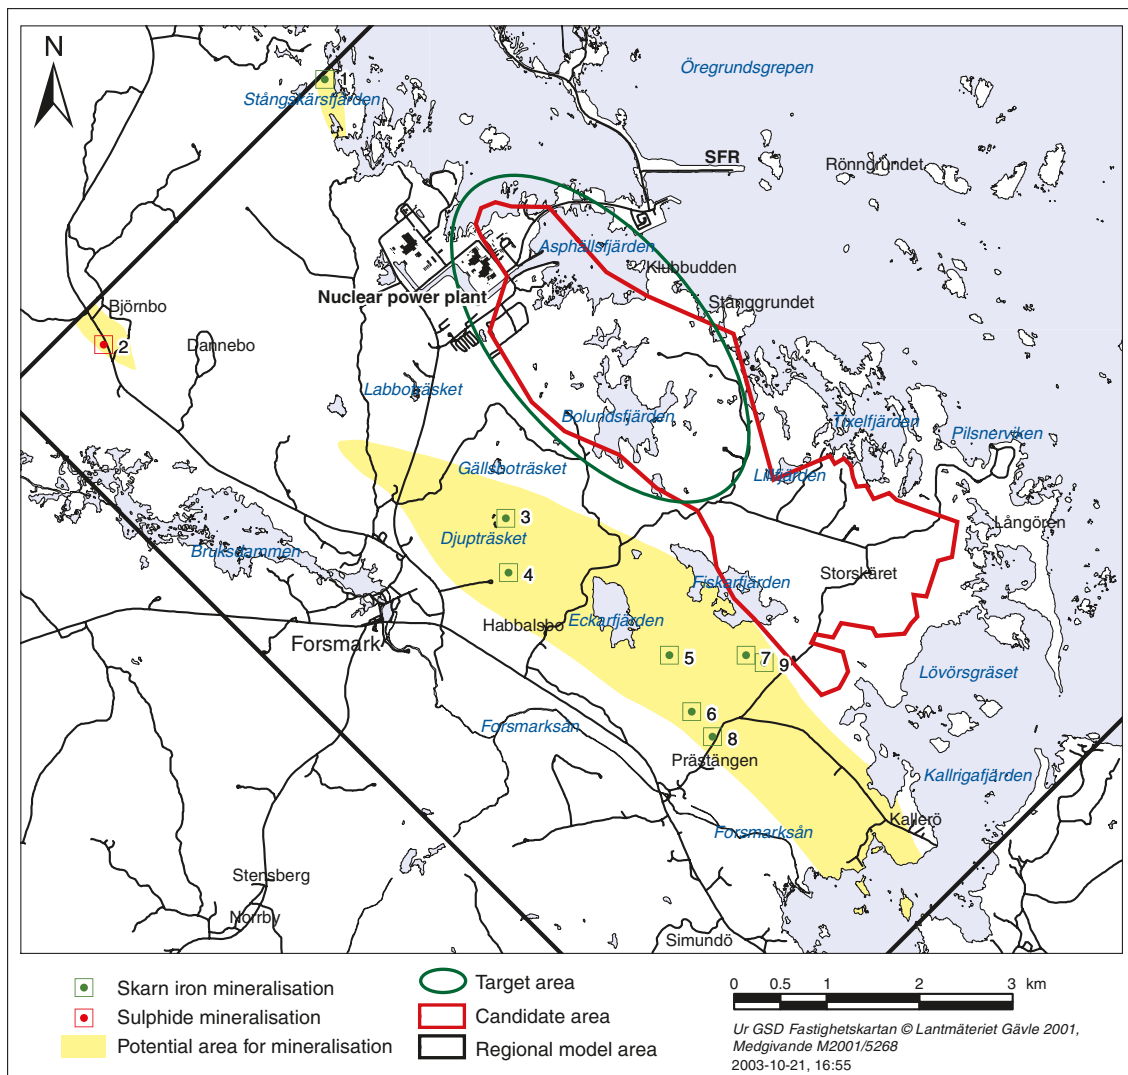 N
Öregrundsgrepen
1
Stångskärsfjärden
SFR
Rönngrundet
Asphällsfjärden
Klubbudden
Nuclear power plant
Stånggrundet
Björnbo
2
Dannebo
Labboträsket
Bolundsfjärden
Tixelfjärden
Pilsnerviken
Gällsboträsket
Lillfjärden
3
Djupträsket
Långören
Bruksdammen
4
Fiskarfjärden
Storskäret
Habbalsbo
Eckarfjärden
Forsmark
5
7
9
Lövörsgräset
6
Forsmarksån
8
Prästängen
Kallrigafjärden
Kallerö
Forsmarksån
Stensberg
Norrby
Simundö
Skarn iron mineralisation
Sulphide mineralisation
Potential area for mineralisation
Target area
Candidate area
Regional model area
0 0.5 1 2 3 km
Ur GSD Fastighetskartan © Lantmäteriet Gävle 2001,
Medgivande M2001/5268
2003-10-21, 16:55